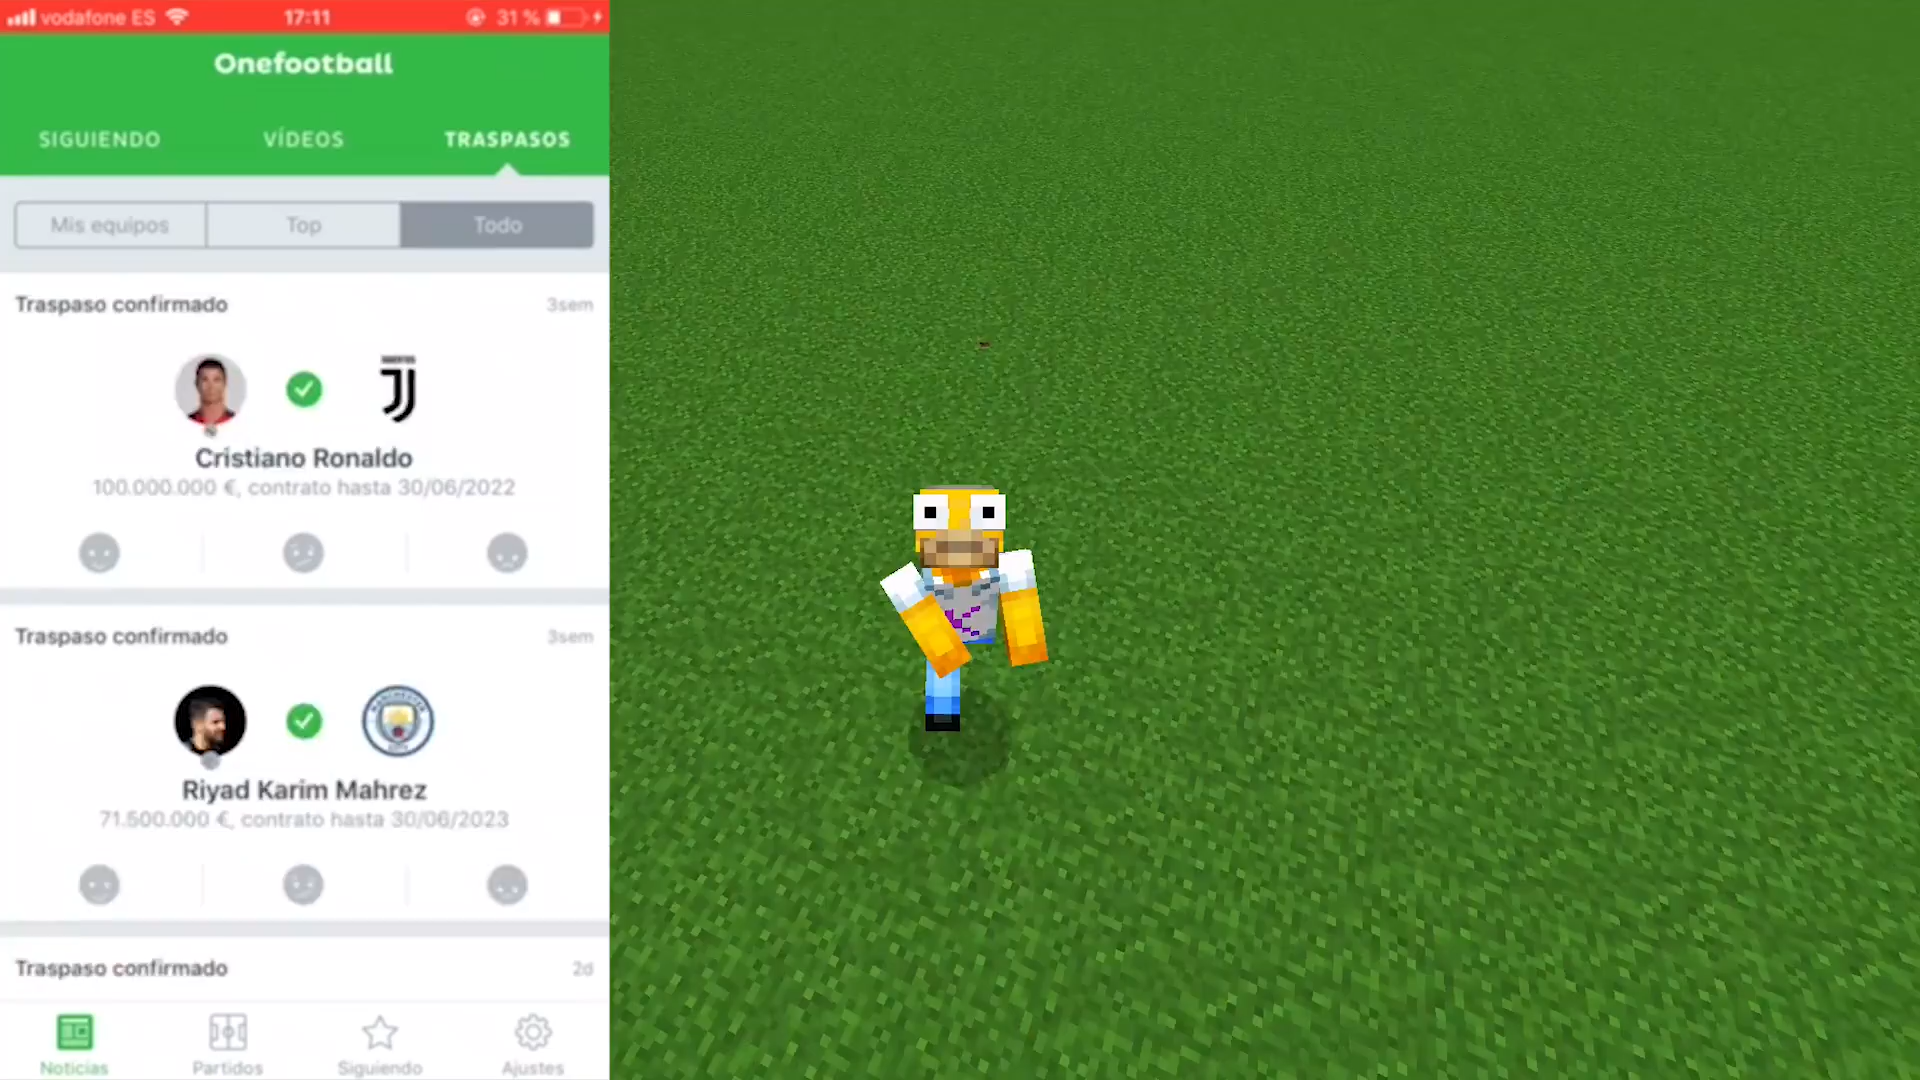 vodafone ES 17:11 31 %
Onefootball
SIGUIENDO VÍDEOS TRASPASOS
Mis equipos Top Todo
Traspaso confirmado 3sem
Cristiano Ronaldo
100.000.000 €, contrato hasta 30/06/2022
Traspaso confirmado 3sem
Riyad Karim Mahrez
71.500.000 €, contrato hasta 30/06/2023
Traspaso confirmado 2d
Noticias Partidos Siguiendo Ajustes